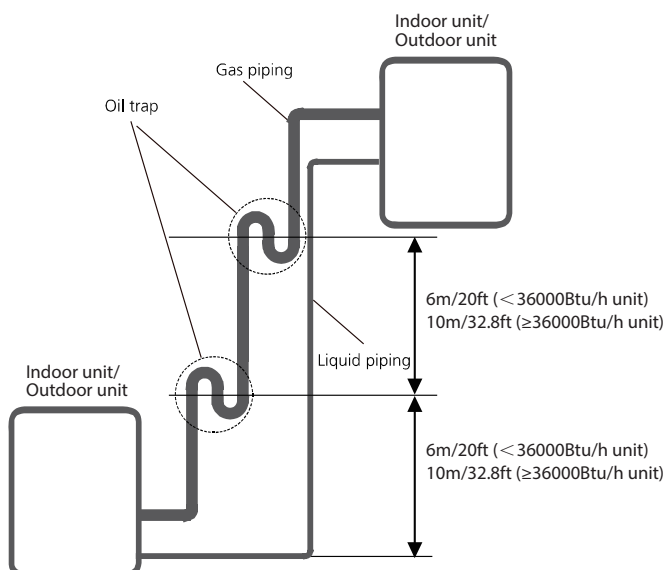 Indoor unit/
Outdoor unit
Gas piping
Oil trap
6m/20ft (＜36000Btu/h unit)
10m/32.8ft (≥36000Btu/h unit)
Liquid piping
Indoor unit/
Outdoor unit
6m/20ft (＜36000Btu/h unit)
10m/32.8ft (≥36000Btu/h unit)